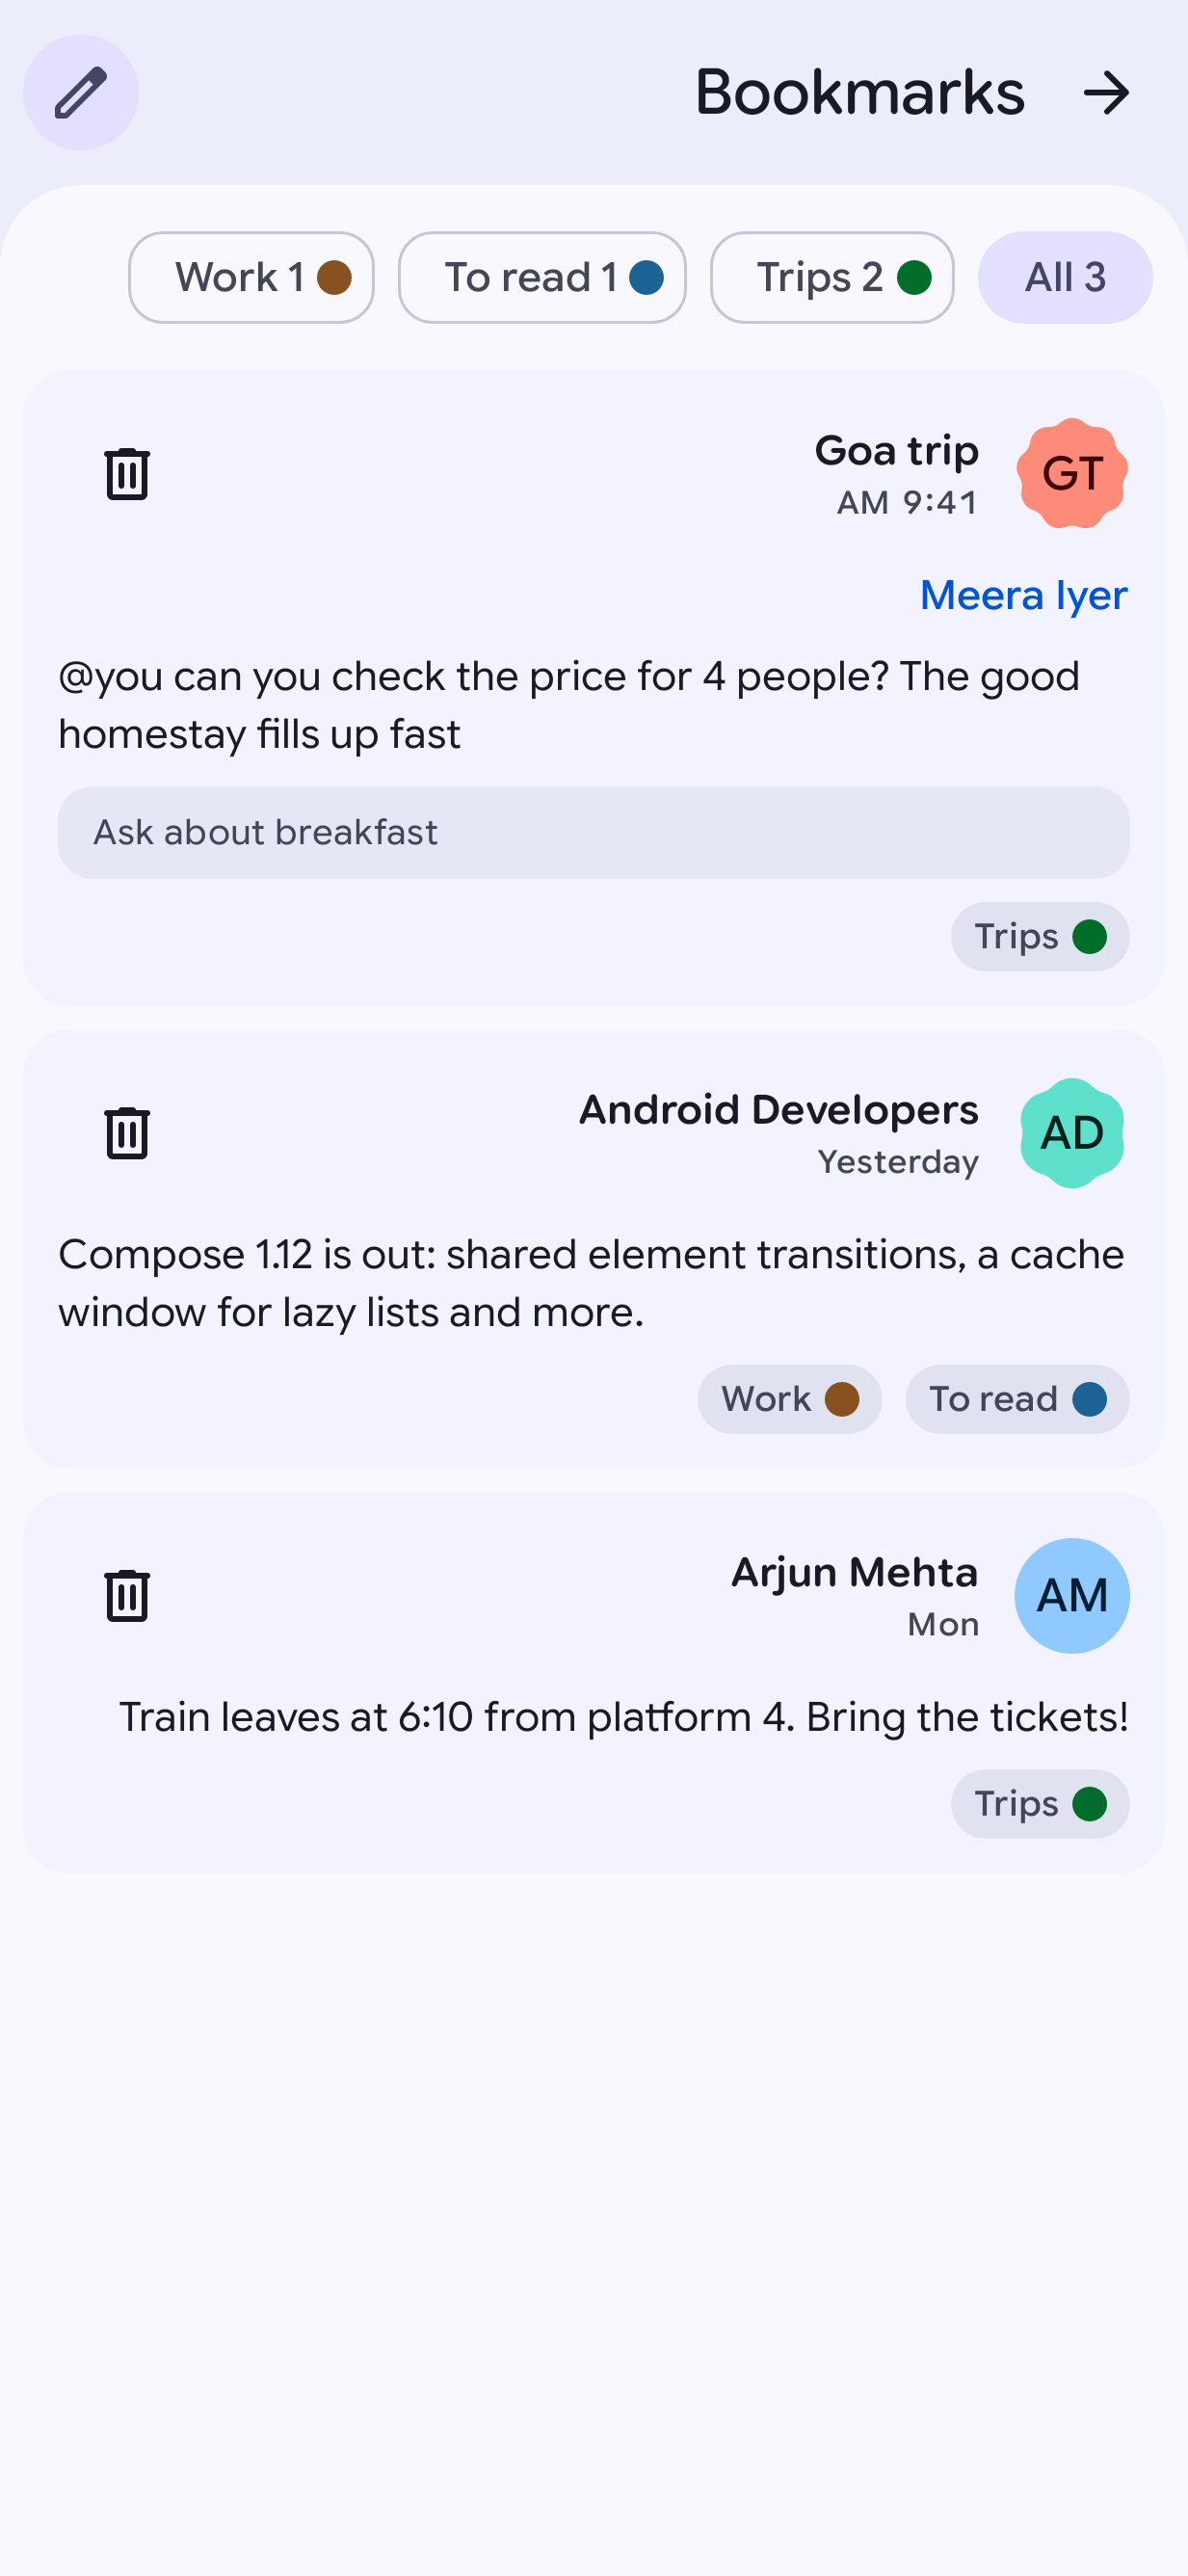 Bookmarks
All 3
Trips 2
To read 1
Work 1
GT
Goa trip
AM 9:41
Meera Iyer
@you can you check the price for 4 people? The good
homestay fills up fast
Ask about breakfast
Trips
AD
Android Developers
Yesterday
Compose 1.12 is out: shared element transitions, a cache
window for lazy lists and more.
To read
Work
AM
Arjun Mehta
Mon
Train leaves at 6:10 from platform 4. Bring the tickets!
Trips